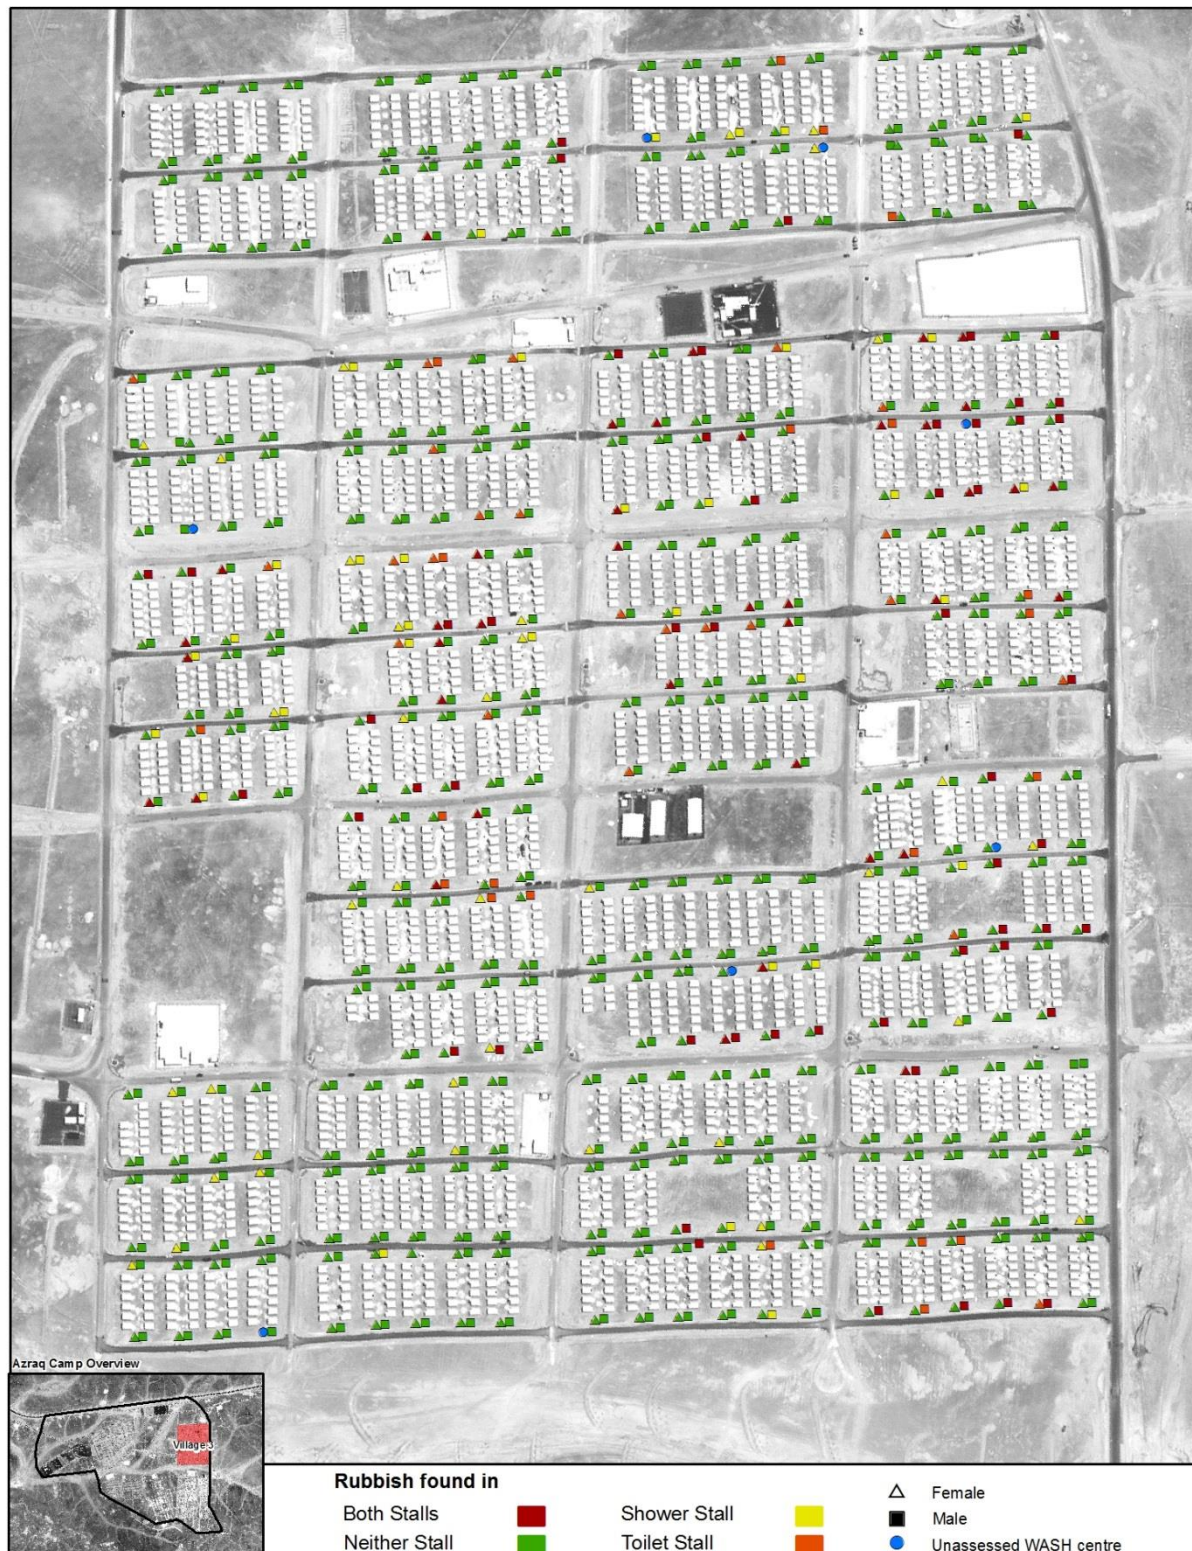 Azraq Camp Overview
Village 3
Rubbish found in
Both Stalls
Shower Stall
Neither Stall
Toilet Stall
Female
Male
Unassessed WASH centre